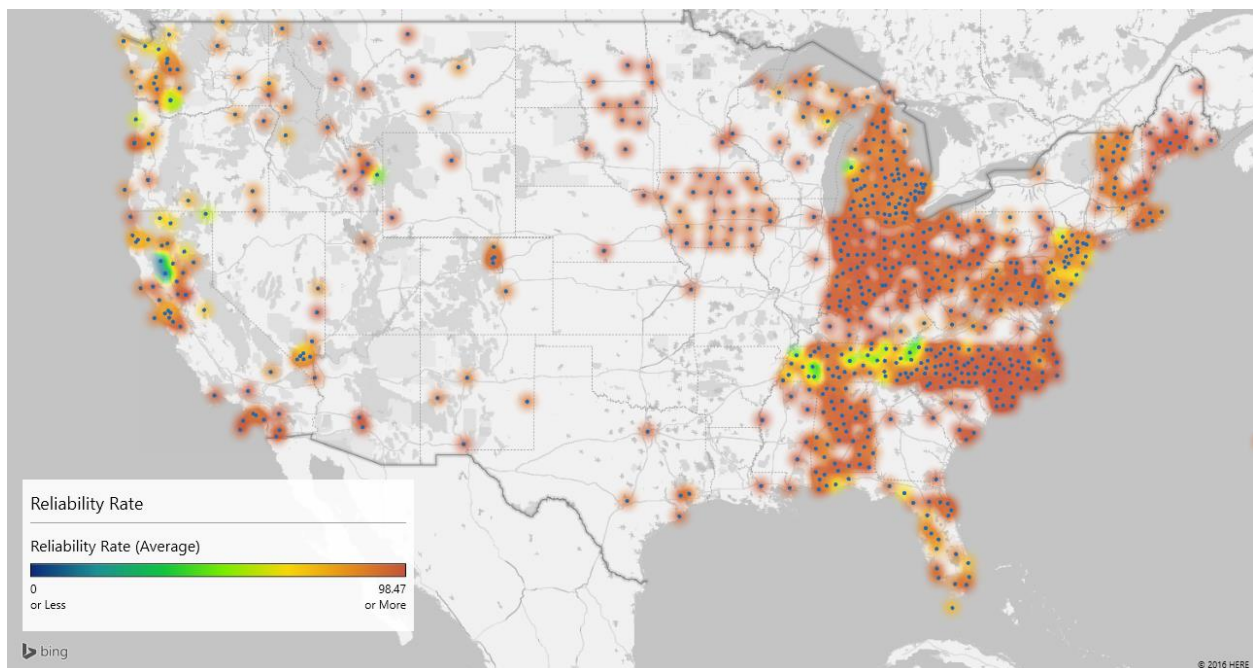 Reliability Rate
Reliability Rate (Average)
0 98.47
or Less or More
bing
© 2016 HERE